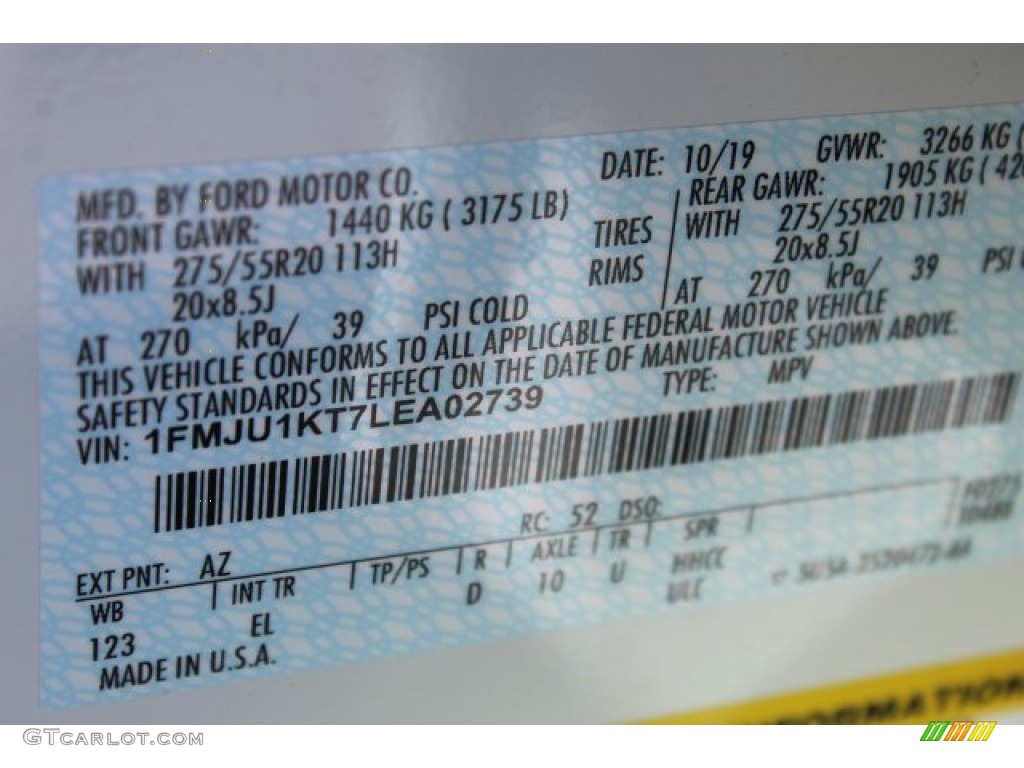 MFD. BY FORD MOTOR CO.
DATE: 10/19 GVWR: 3266 KG (
FRONT GAWR: 1440 KG ( 3175 LB)
REAR GAWR: 1905 KG ( 420
WITH 275/55R20 113H
TIRES WITH 275/55R20 113H
20x8.5J RIMS 20x8.5J
AT 270 kPa/ 39 PSI COLD
AT 270 kPa/ 39 PSI
THIS VEHICLE CONFORMS TO ALL APPLICABLE FEDERAL MOTOR VEHICLE
SAFETY STANDARDS IN EFFECT ON THE DATE OF MANUFACTURE SHOWN ABOVE.
VIN: 1FMJU1KT7LEA02739
TYPE: MPV
RC: 52 DSO:
EXT PNT: AZ
WB | INT TR | TP/PS | R | AXLE | TR | SPR |
123 EL D 10 U HHCC
ULC
MADE IN U.S.A.
INFORMATION
GTcarlot.com